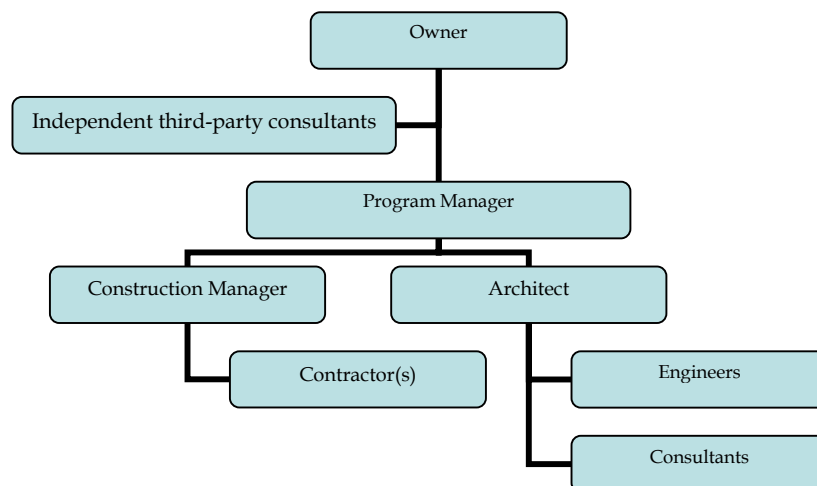 Owner
Independent third-party consultants
Program Manager
Construction Manager
Architect
Contractor(s)
Engineers
Consultants